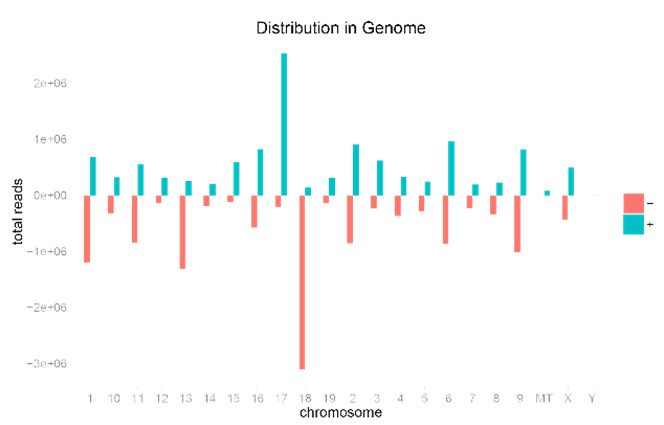 Distribution in Genome
2e+06
1e+06
0e+00
−1e+06
−2e+06
−3e+06
total reads
1 10 11 12 13 14 15 16 17 18 19 2 3 4 5 6 7 8 9 MT X Y
chromosome
−
+